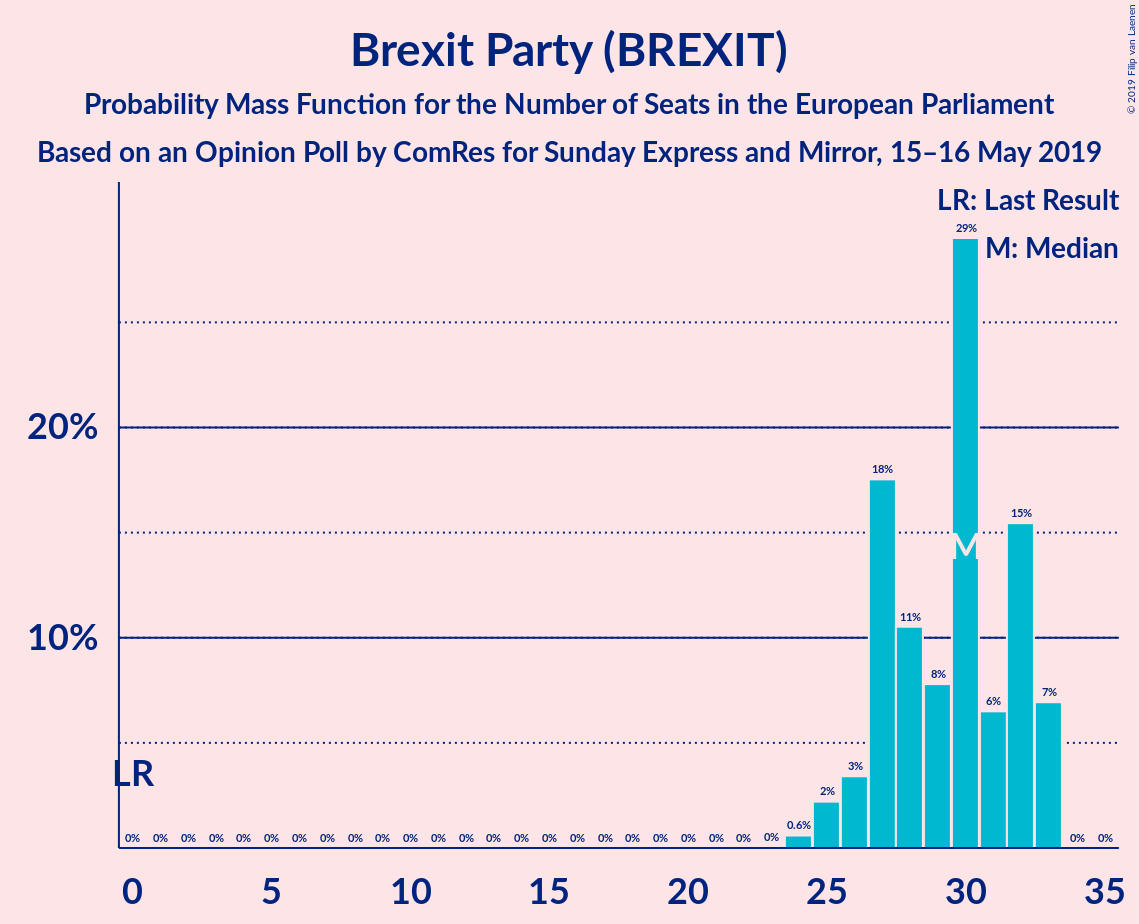 Brexit Party (BREXIT)
Probability Mass Function for the Number of Seats in the European Parliament
Based on an Opinion Poll by ComRes for Sunday Express and Mirror, 15–16 May 2019
© 2019 Filip van Laenen
LR: Last Result
M: Median
29%
20%
18%
15%
M
11%
10%
8%
7%
6%
LR
3%
2%
0.6%
0% 0% 0% 0% 0% 0% 0% 0% 0% 0% 0% 0% 0% 0% 0% 0% 0% 0% 0% 0% 0% 0% 0% 0% 0% 0%
0 5 10 15 20 25 30 35